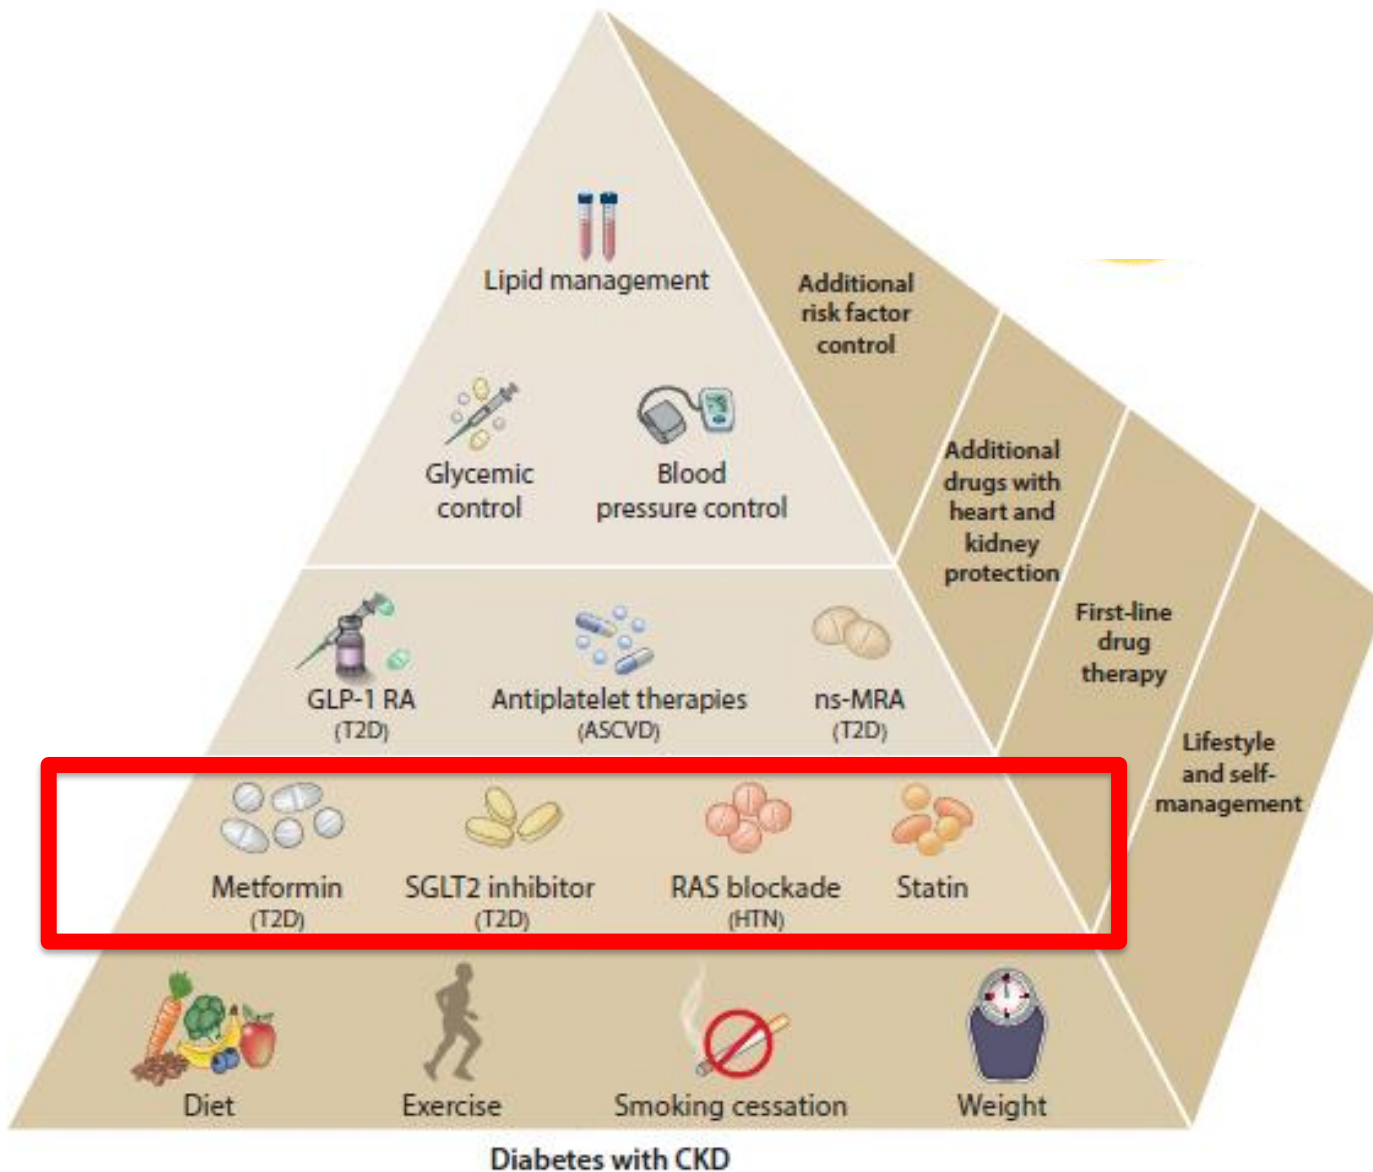 Lipid management
Additional
risk factor
control
Glycemic
control
Blood
pressure control
Additional
drugs with
heart and
kidney
protection
GLP-1 RA
(T2D)
Antiplatelet therapies
(ASCVD)
ns-MRA
(T2D)
First-line
drug
therapy
Metformin
(T2D)
SGLT2 inhibitor
(T2D)
RAS blockade
(HTN)
Statin
Lifestyle
and self-
management
Diet
Exercise
Smoking cessation
Weight
Diabetes with CKD